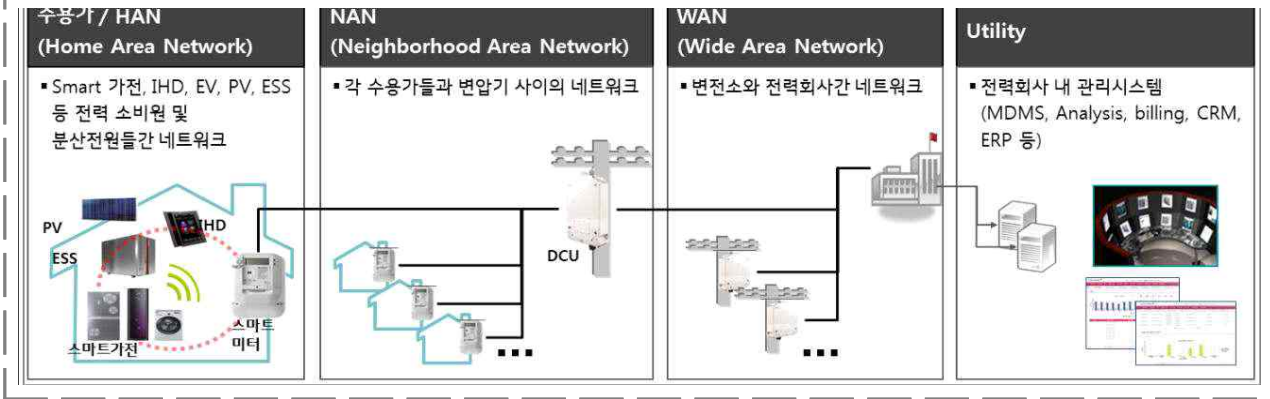 수용가 / HAN
(Home Area Network)
▪ Smart 가전, IHD, EV, PV, ESS
등 전력 소비원 및
분산전원들간 네트워크
PV
IHD
ESS
스마트가전
스마트
미터
NAN
(Neighborhood Area Network)
▪ 각 수용가들과 변압기 사이의 네트워크
DCU
...
WAN
(Wide Area Network)
▪ 변전소와 전력회사간 네트워크
...
Utility
▪ 전력회사 내 관리시스템
(MDMS, Analysis, billing, CRM,
ERP 등)